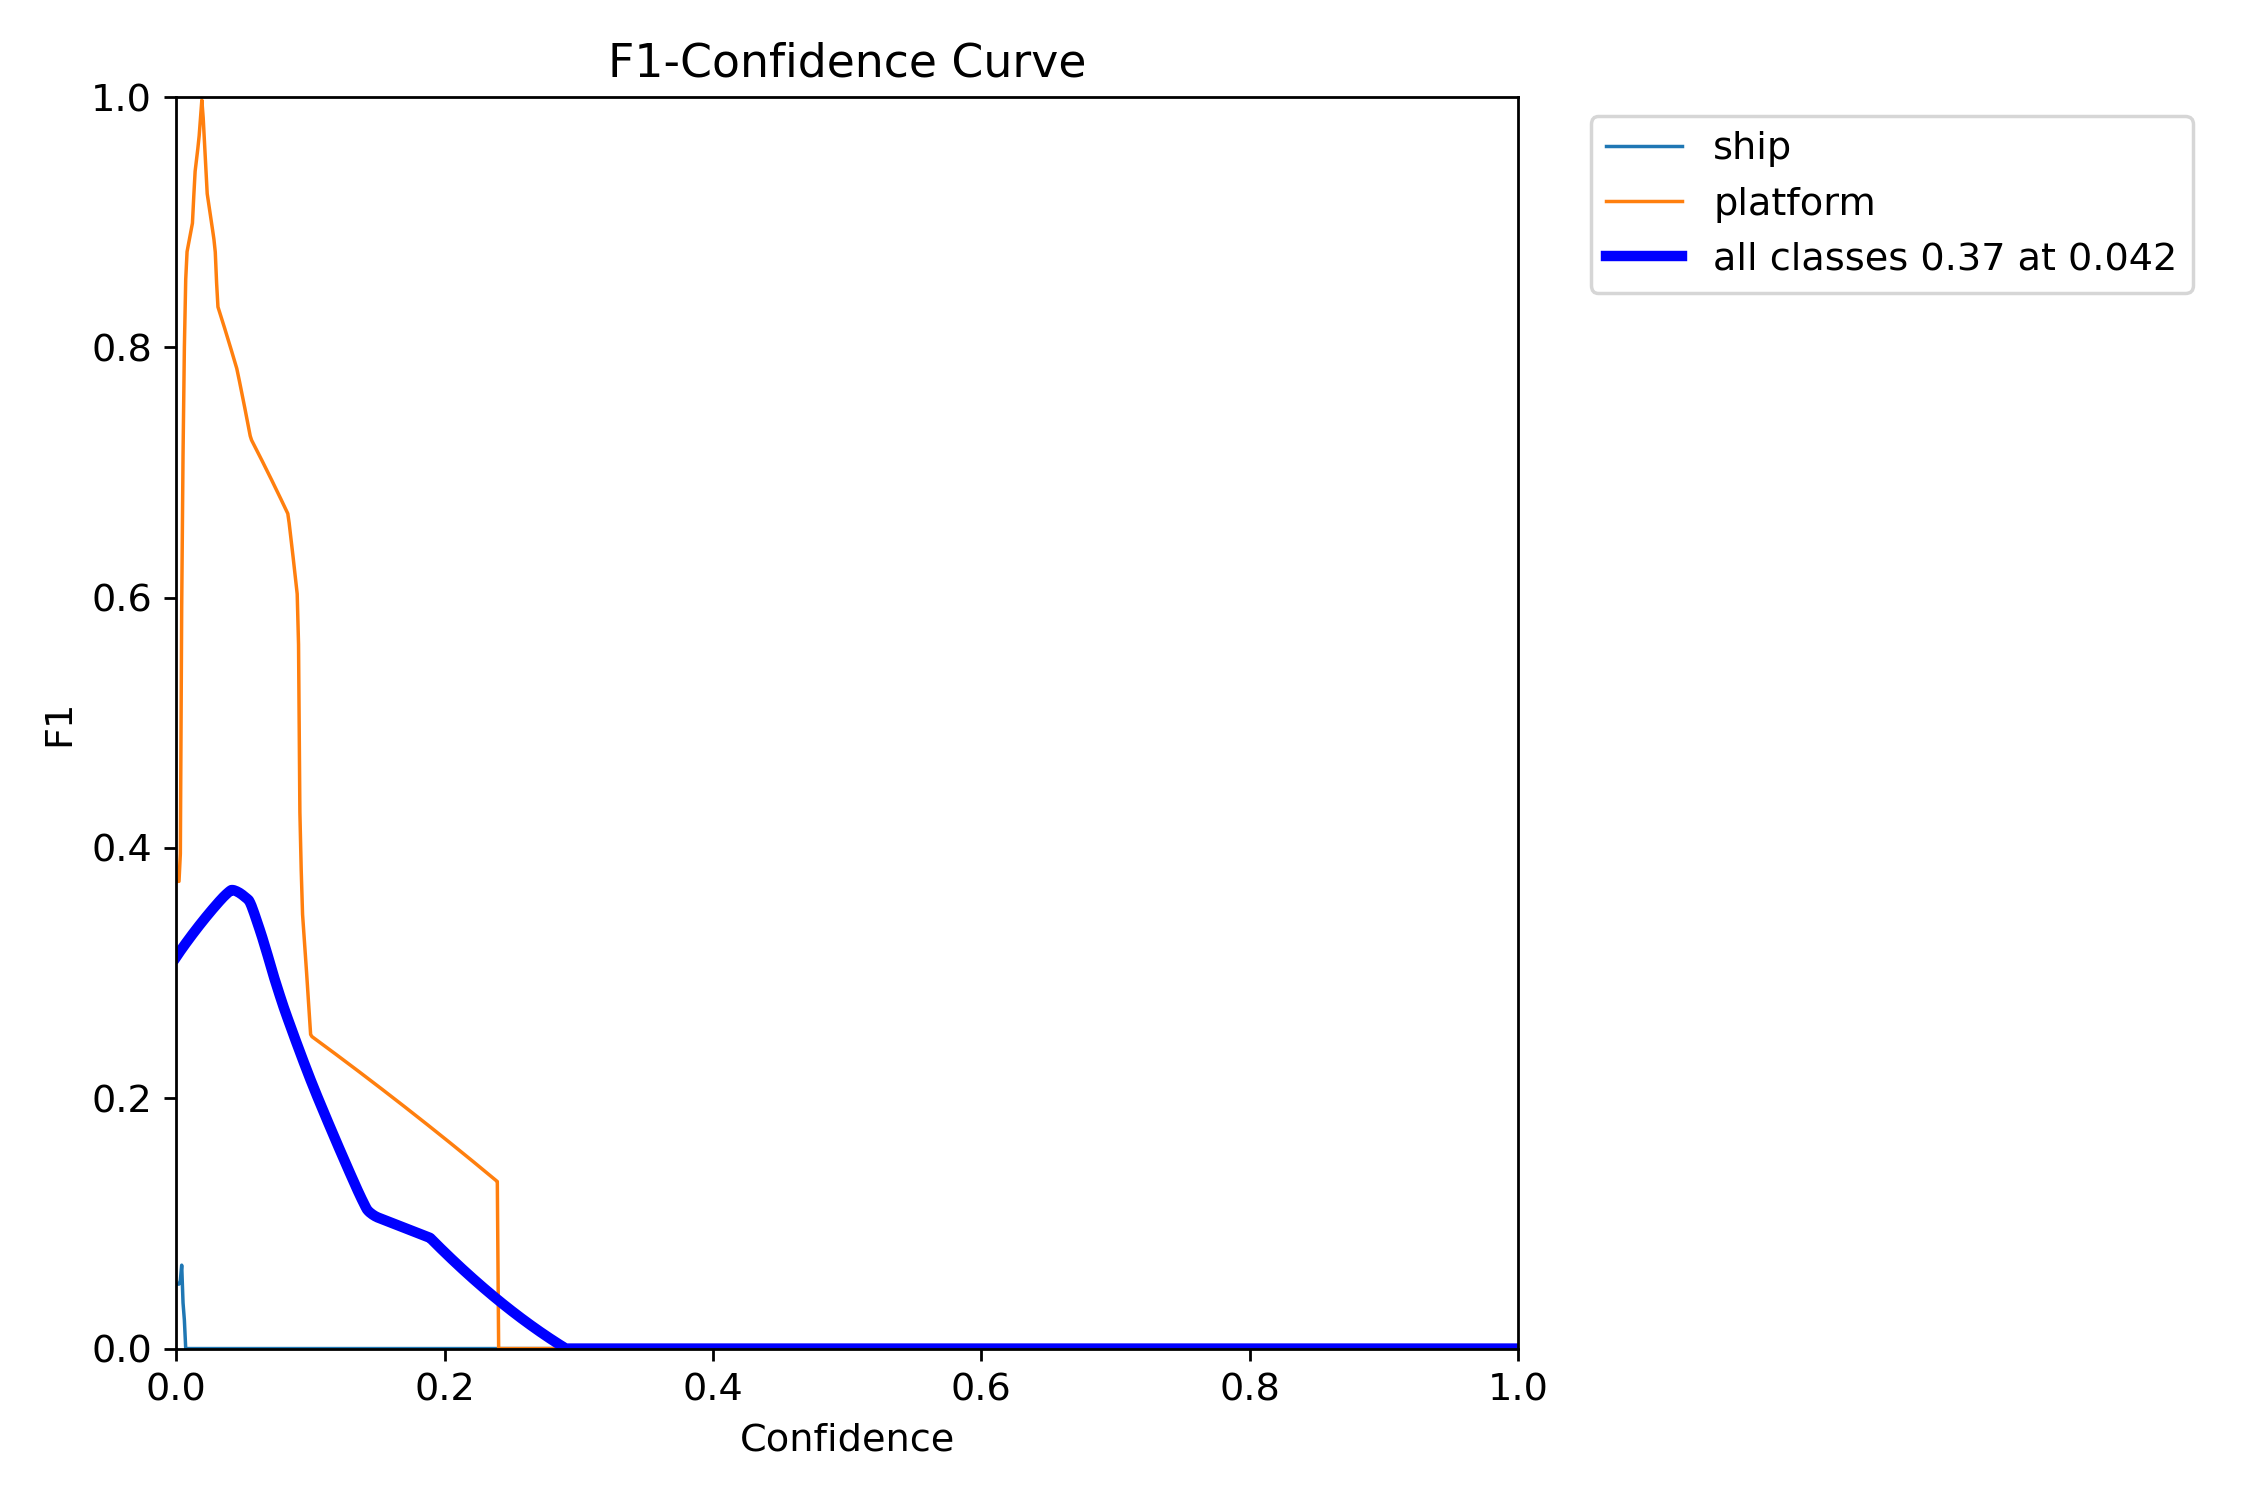 F1-Confidence Curve
1.0
0.8
0.6
0.4
0.2
0.0
F1
0.0 0.2 0.4 0.6 0.8 1.0
Confidence
ship
platform
all classes 0.37 at 0.042